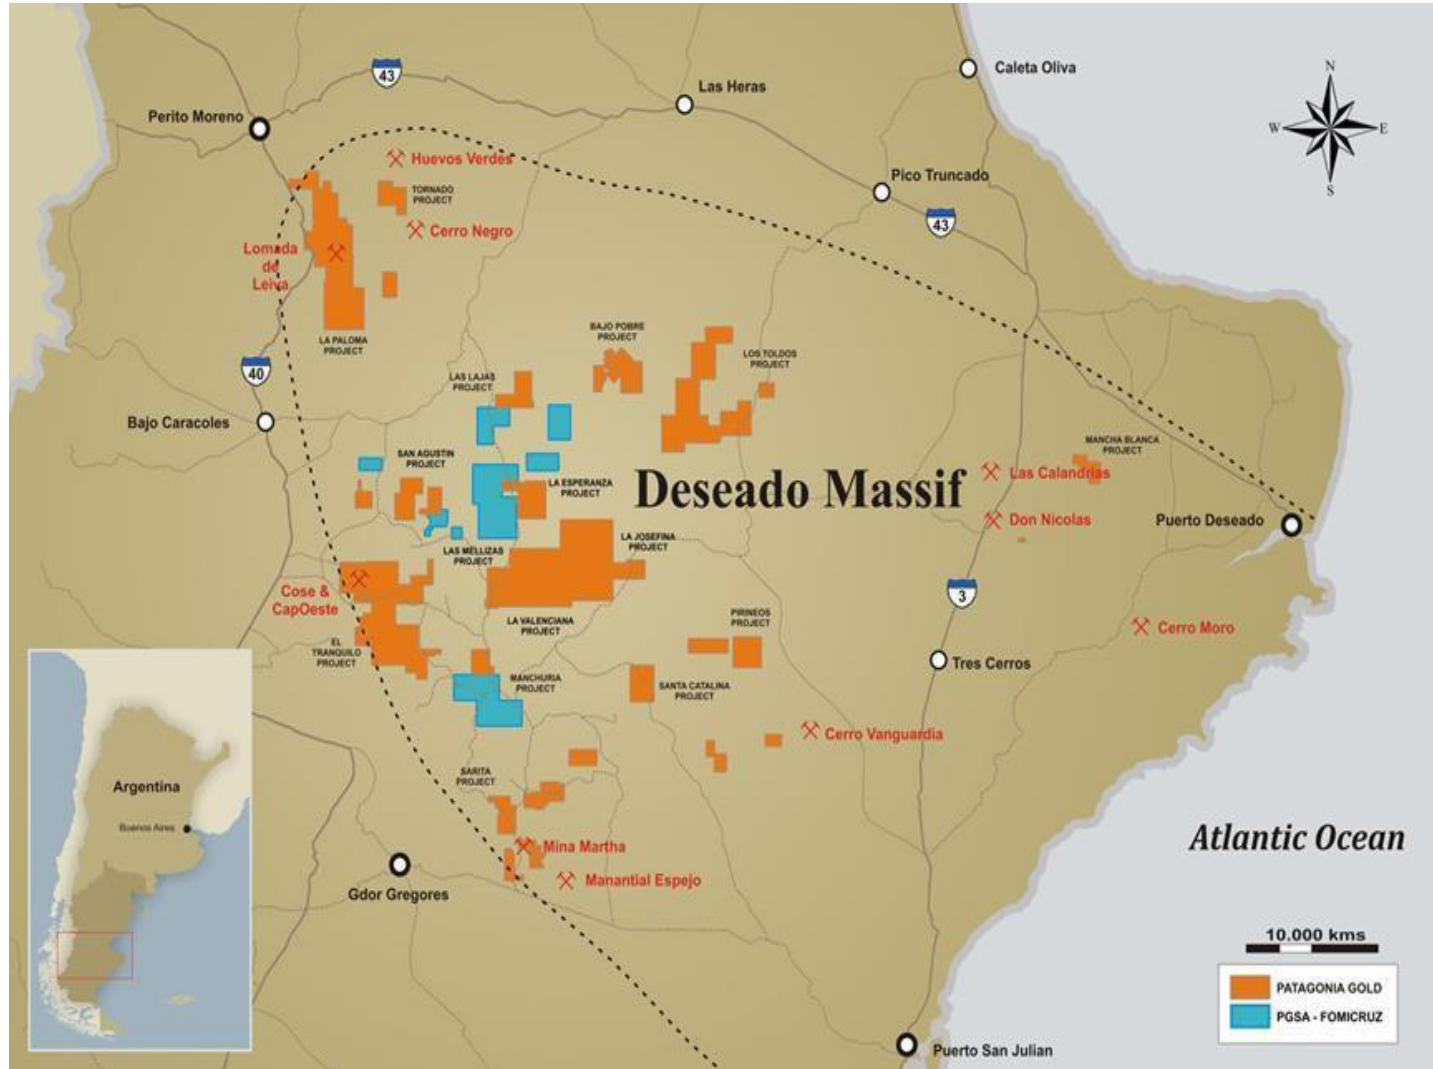 N
W
E
S
Caleta Oliva
43
Las Heras
Perito Moreno
Huevos Verdes
Pico Truncado
TORNADO
PROJECT
43
Cerro Negro
Lomada
de
Leiva
BAJO POBRE
PROJECT
LA PALOMA
PROJECT
LOS TOLDOS
PROJECT
40
LAS LAJAS
PROJECT
Bajo Caracoles
MANCHA BLANCA
PROJECT
SAN AGUSTIN
PROJECT
Las Calandrias
LA ESPERANZA
PROJECT
Deseado Massif
Don Nicolas
Puerto Deseado
LA JOSEFINA
PROJECT
LAS MELLIZAS
PROJECT
Cose &
CapOeste
3
LA VALENCIANA
PROJECT
PIRINEOS
PROJECT
Cerro Moro
EL
TRANQUILO
PROJECT
Tres Cerros
MANCHURIA
PROJECT
SANTA CATALINA
PROJECT
Cerro Vanguardia
SARITA
PROJECT
Argentina
Buenos Aires
Mina Martha
Atlantic Ocean
Manantial Espejo
Gdor Gregores
10,000 kms
PATAGONIA GOLD
PGSA - FOMICRUZ
Puerto San Julian